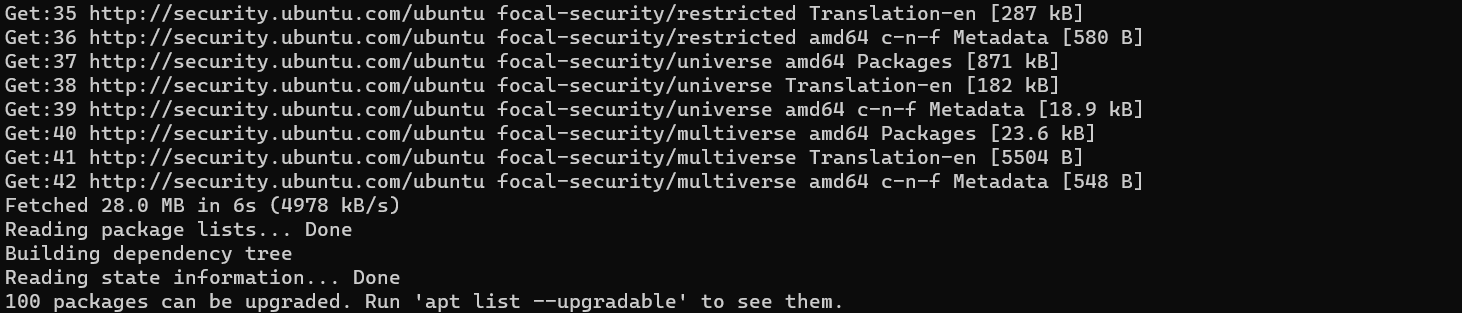 Get:35 http://security.ubuntu.com/ubuntu focal-security/restricted Translation-en [287 kB]
Get:36 http://security.ubuntu.com/ubuntu focal-security/restricted amd64 c-n-f Metadata [580 B]
Get:37 http://security.ubuntu.com/ubuntu focal-security/universe amd64 Packages [871 kB]
Get:38 http://security.ubuntu.com/ubuntu focal-security/universe Translation-en [182 kB]
Get:39 http://security.ubuntu.com/ubuntu focal-security/universe amd64 c-n-f Metadata [18.9 kB]
Get:40 http://security.ubuntu.com/ubuntu focal-security/multiverse amd64 Packages [23.6 kB]
Get:41 http://security.ubuntu.com/ubuntu focal-security/multiverse Translation-en [5504 B]
Get:42 http://security.ubuntu.com/ubuntu focal-security/multiverse amd64 c-n-f Metadata [548 B]
Fetched 28.0 MB in 6s (4978 kB/s)
Reading package lists... Done
Building dependency tree
Reading state information... Done
100 packages can be upgraded. Run 'apt list --upgradable' to see them.